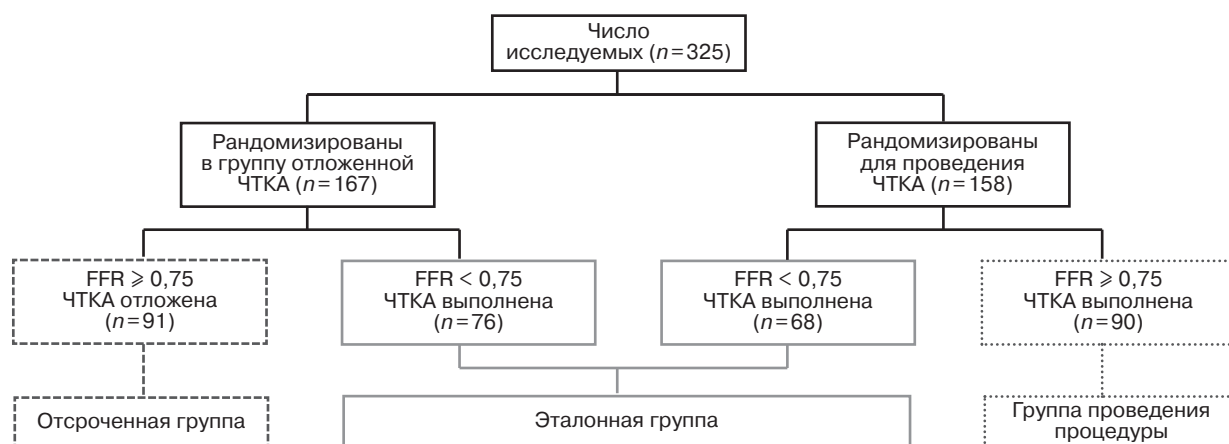 Число
исследуемых (n=325)
Рандомизированы
в группу отложенной
ЧТКА (n=167)
Рандомизированы
для проведения
ЧТКА (n=158)
FFR ⩾ 0,75
ЧТКА отложена
(n=91)
FFR < 0,75
ЧТКА выполнена
(n=76)
FFR < 0,75
ЧТКА выполнена
(n=68)
FFR ⩾ 0,75
ЧТКА выполнена
(n=90)
Отсроченная группа
Эталонная группа
Группа проведения
процедуры